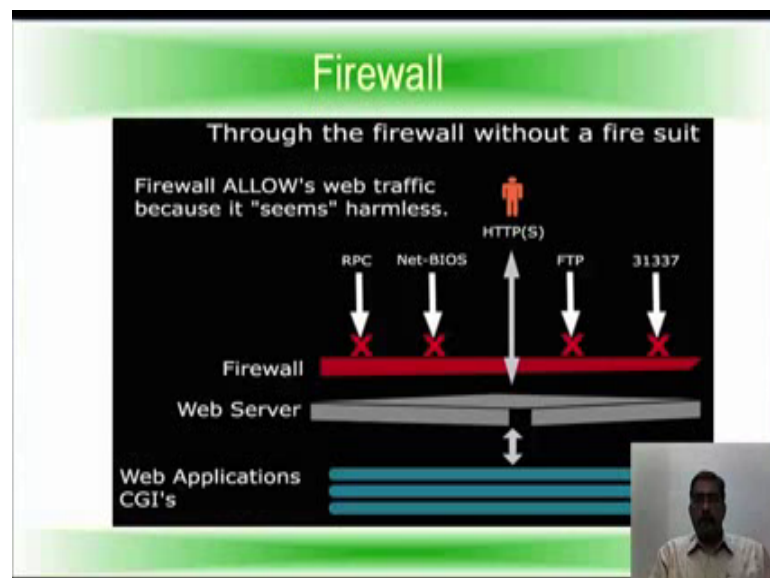 Firewall
Through the firewall without a fire suit
Firewall ALLOW's web traffic
because it "seems" harmless.
HTTP(S)
RPC Net-BIOS FTP 31337
Firewall
Web Server
Web Applications
CGI's